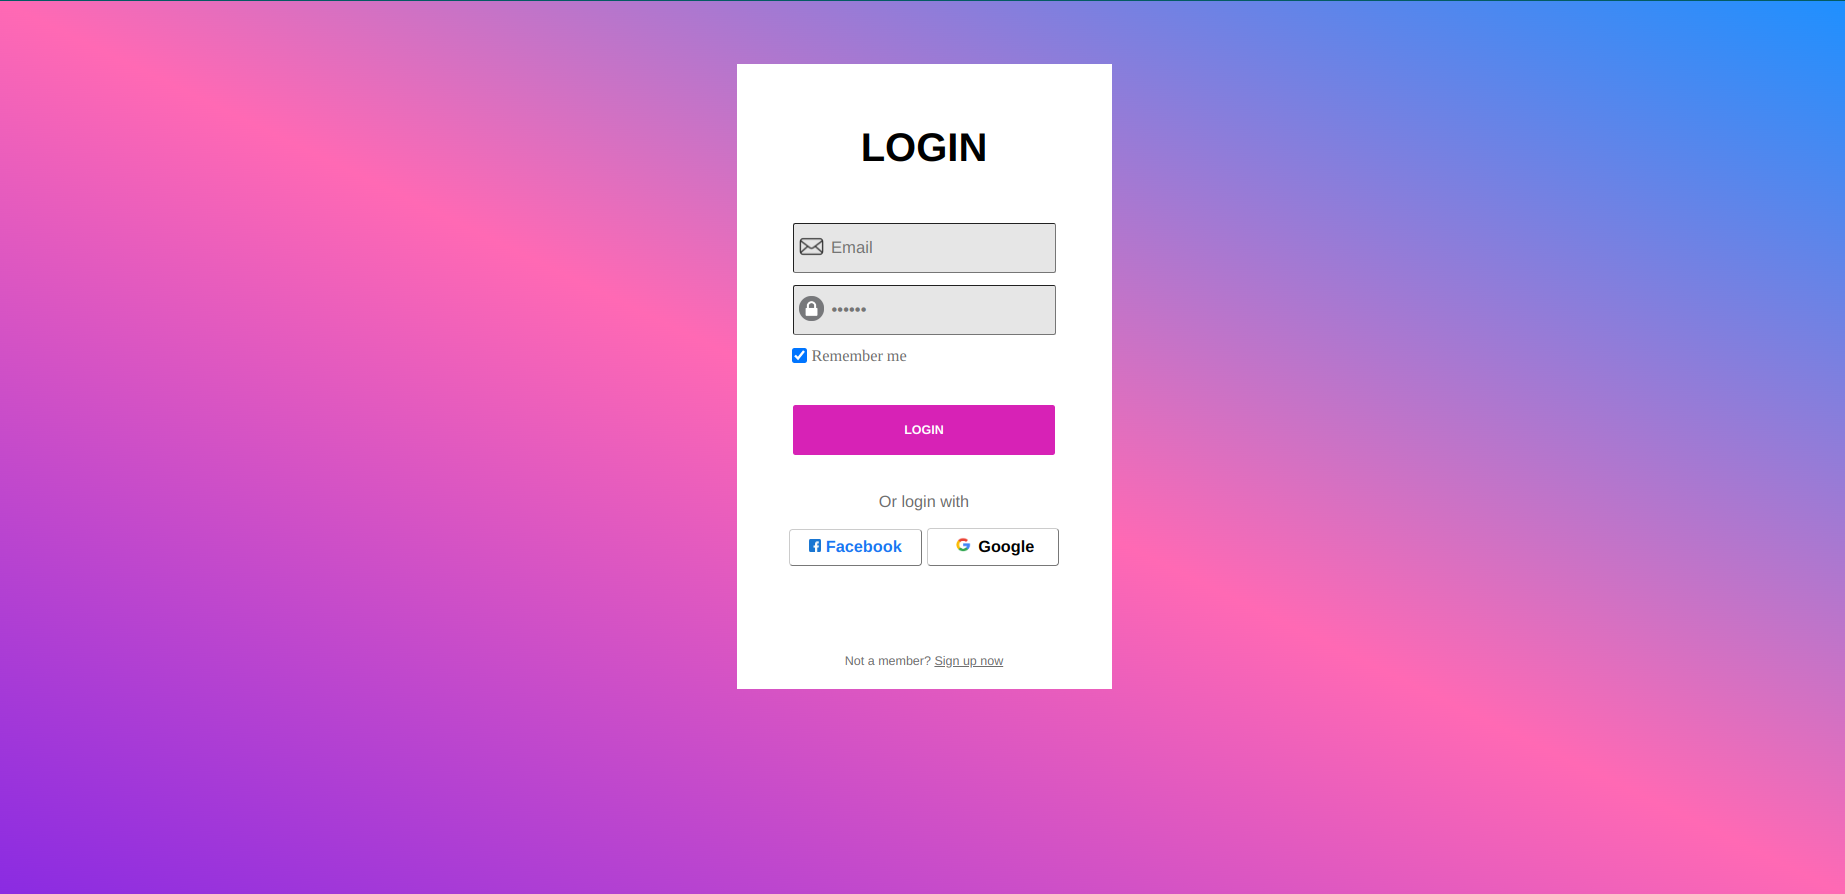 LOGIN
Email
••••••
Remember me
LOGIN
Or login with
Facebook Google
Not a member? Sign up now